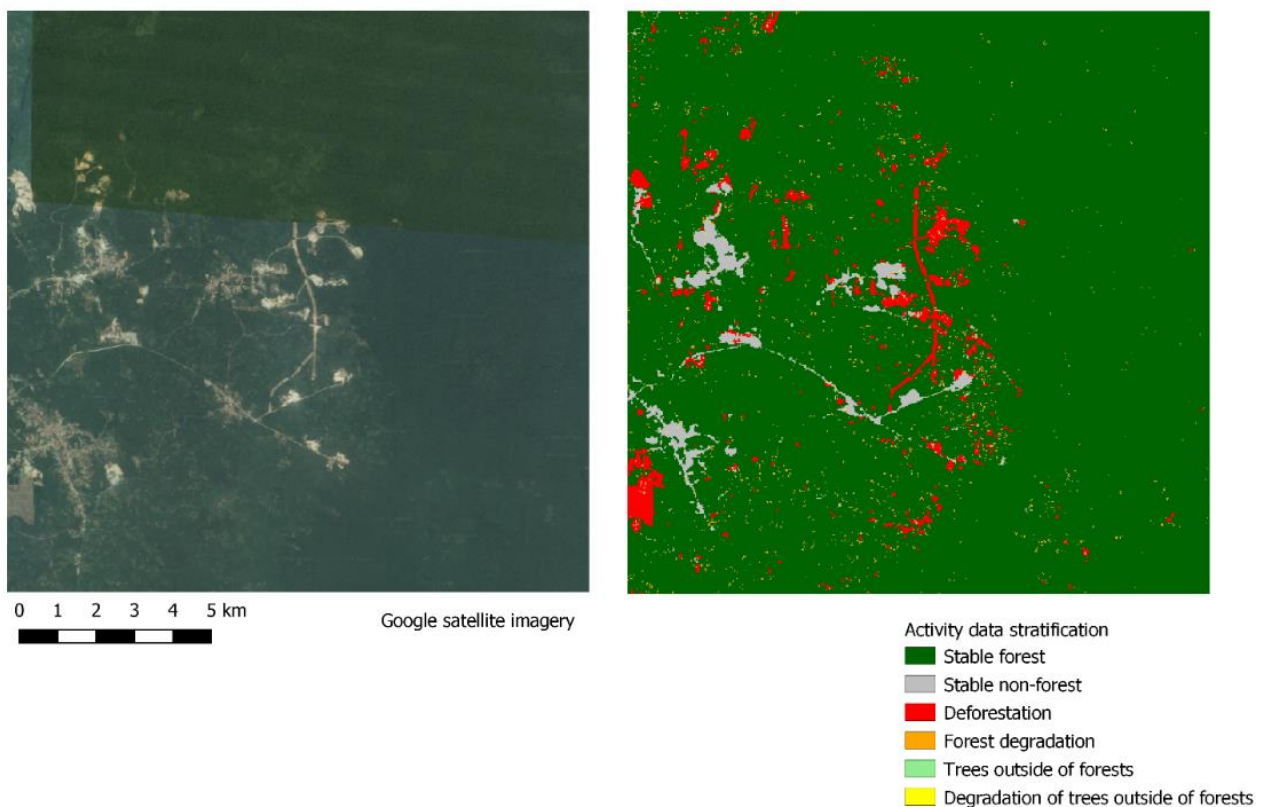 0 1 2 3 4 5 km
Google satellite imagery
Activity data stratification
Stable forest
Stable non-forest
Deforestation
Forest degradation
Trees outside of forests
Degradation of trees outside of forests